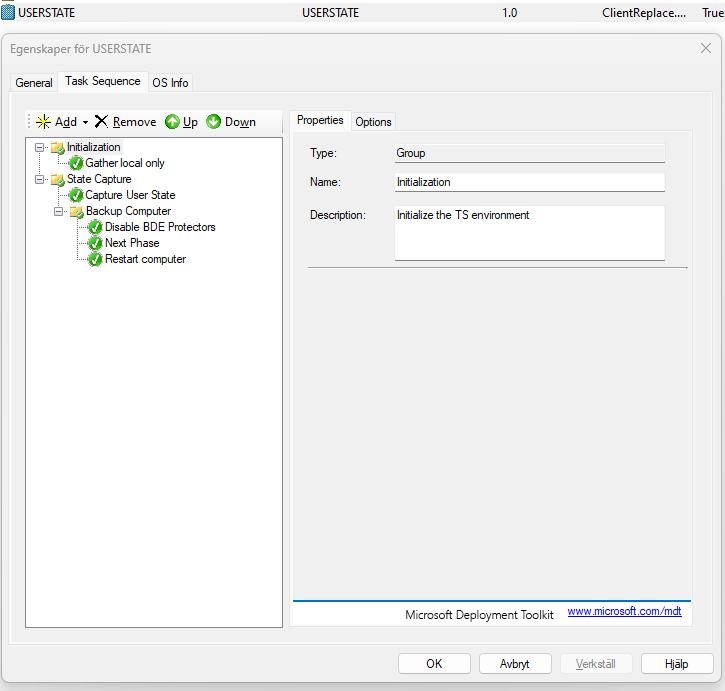 USERSTATE USERSTATE 1.0 ClientReplace.... True
Egenskaper för USERSTATE
General Task Sequence OS Info
Add Remove Up Down
Initialization
Gather local only
State Capture
Capture User State
Backup Computer
Disable BDE Protectors
Next Phase
Restart computer
Properties Options
Type: Group
Name: Initialization
Description: Initialize the TS environment
Microsoft Deployment Toolkit www.microsoft.com/mdt
OK Avbryt Verkställ Hjälp